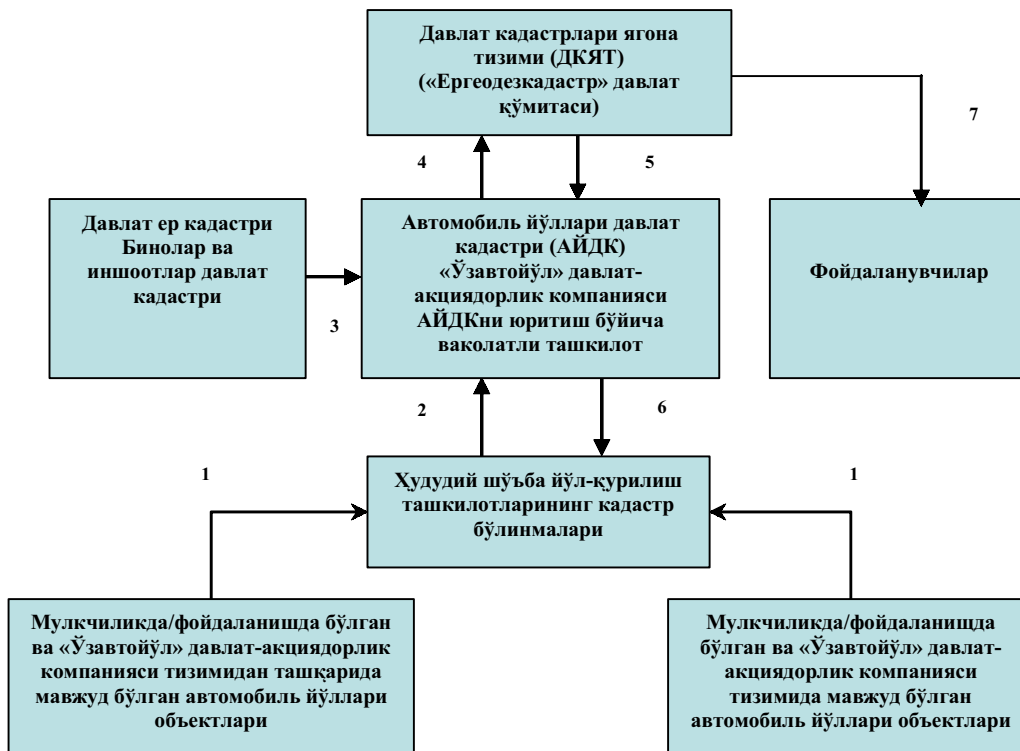 Давлат кадастрлари ягона
тизими (ДКЯТ)
(«Ергеодезкадастр» давлат
қўмитаси)
7
4
5
Давлат ер кадастри
Бинолар ва
иншоотлар давлат
кадастри
Автомобиль йўллари давлат
кадастри (АЙДК)
«Ўзавтойўл» давлат-
акциядорлик компанияси
АЙДКни юритиш бўйича
ваколатли ташкилот
Фойдаланувчилар
3
2
6
1
Ҳудудий шўъба йўл-қурилиш
ташкилотларининг кадастр
бўлинмалари
1
Мулкчиликда/фойдаланишда бўлган
ва «Ўзавтойўл» давлат-акциядорлик
компанияси тизимидан ташқарида
мавжуд бўлган автомобиль йўллари
объектлари
Мулкчиликда/фойдаланищда
бўлган ва «Ўзавтойўл» давлат-
акциядорлик компанияси
тизимида мавжуд бўлган
автомобиль йўллари объектлари